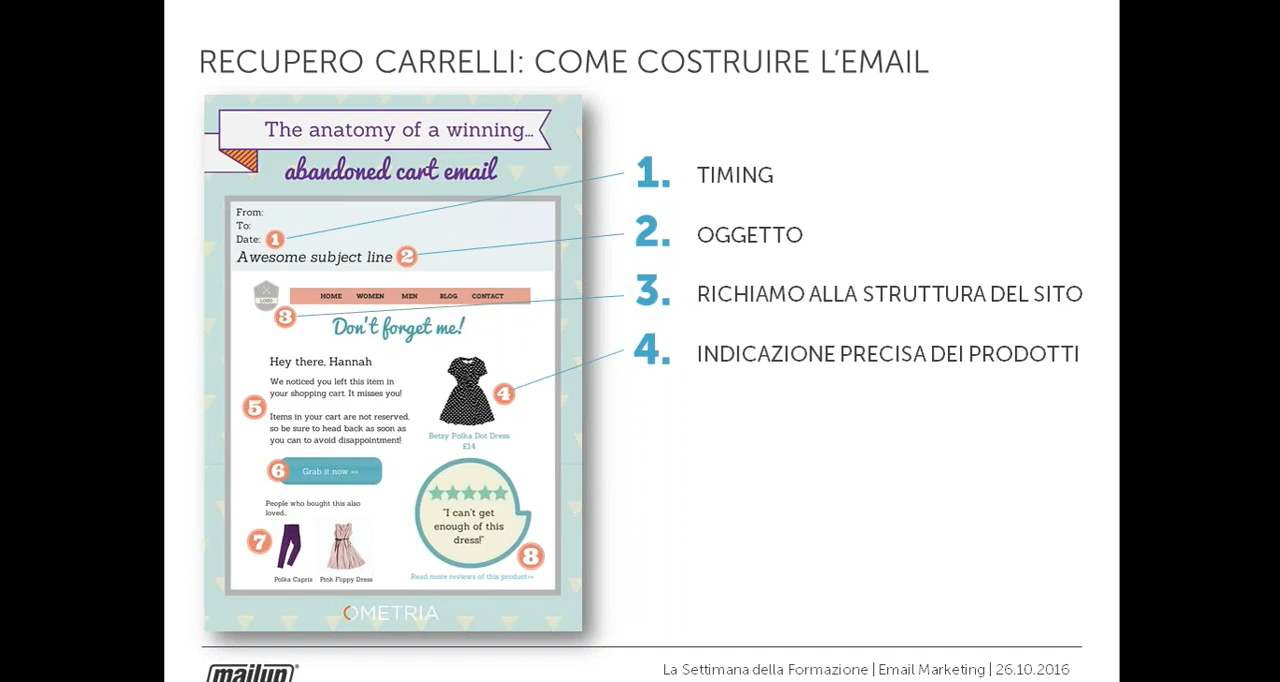 RECUPERO CARRELLI: COME COSTRUIRE L'EMAIL
The anatomy of a winning...
abandoned cart email
From:
To:
Date: 1
Awesome subject line 2
LOGO
HOME WOMEN MEN BLOG CONTACT
3
Don't forget me!
Hey there, Hannah
We noticed you left this item in
your shopping cart. It misses you!
5
Items in your cart are not reserved,
so be sure to head back as soon as
you can to avoid disappointment!
4
Betsy Polka Dot Dress
£14
6 Grab it now >>
People who bought this also
loved..
7
Polka Capris Pink Flippy Dress
"I can't get
enough of this
dress!"
8
Read more reviews of this product>>
OMETRIA
1. TIMING
2. OGGETTO
3. RICHIAMO ALLA STRUTTURA DEL SITO
4. INDICAZIONE PRECISA DEI PRODOTTI
mailup®
La Settimana della Formazione | Email Marketing | 26.10.2016